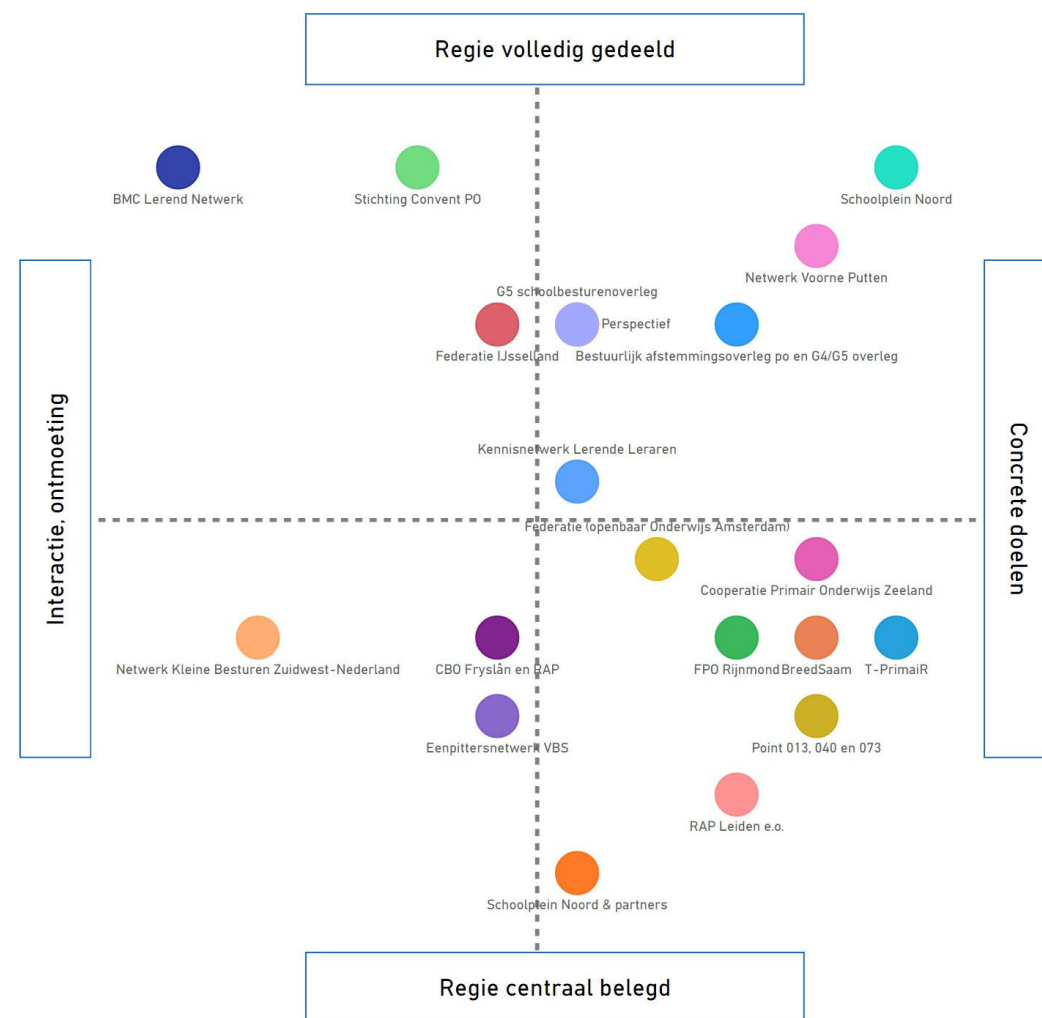 Regie volledig gedeeld
BMC Lerend Netwerk
Stichting Convent PO
Schoolplein Noord
Netwerk Voorne Putten
G5 schoolbesturenoverleg
Perspectief
Federatie IJsselland
Bestuurlijk afstemmingsoverleg po en G4/G5 overleg
Interactie, ontmoeting
Concrete doelen
Kennisnetwerk Lerende Leraren
Federatie (openbaar Onderwijs Amsterdam)
Cooperatie Primair Onderwijs Zeeland
Netwerk Kleine Besturen Zuidwest-Nederland
CBO Fryslân en RAP
FPO Rijnmond
BreedSaam
T-PrimaiR
Eenpittersnetwerk VBS
Point 013, 040 en 073
RAP Leiden e.o.
Schoolplein Noord & partners
Regie centraal belegd